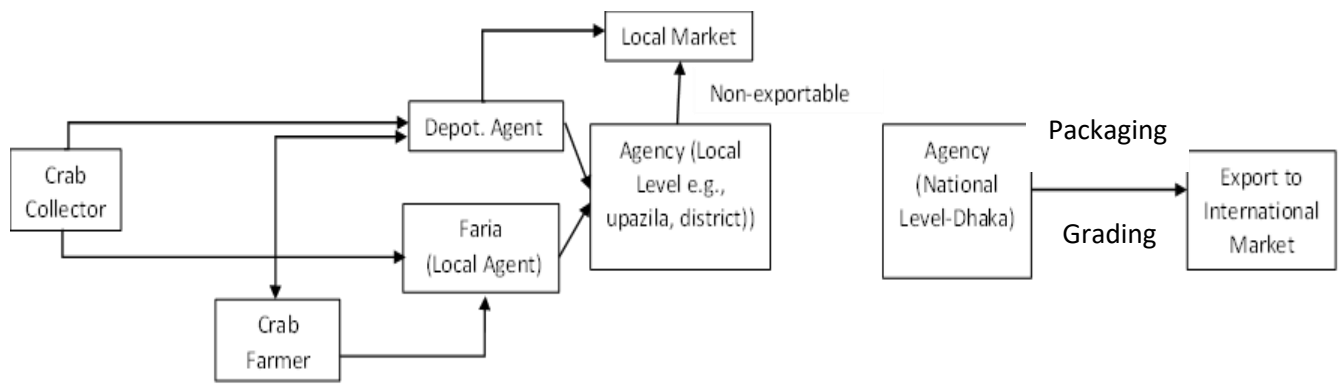 Local Market
Non-exportable
Depot. Agent
Crab
Collector
Faria
(Local Agent)
Crab
Farmer
Agency (Local
Level e.g.,
upazila, district))
Agency
(National
Level-Dhaka)
Packaging
Grading
Export to
International
Market